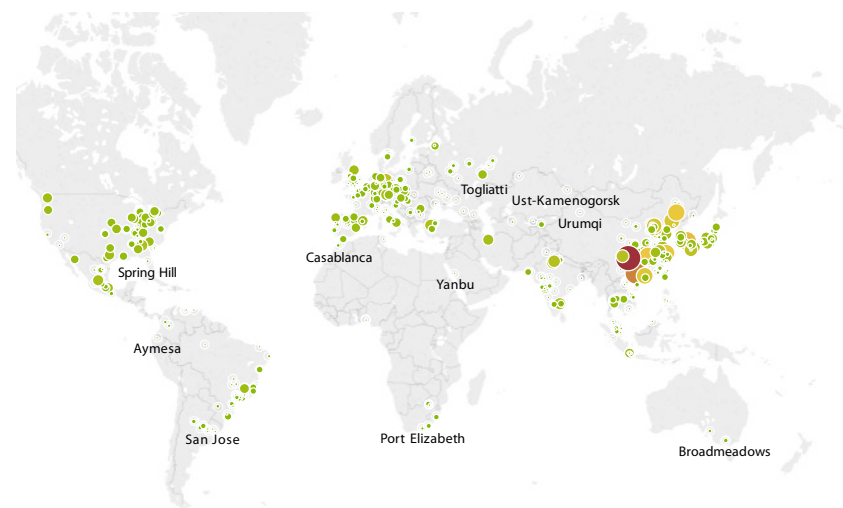 Togliatti
Ust-Kamenogorsk
Urumqi
Casablanca
Spring Hill
Yanbu
Aymesa
San Jose
Port Elizabeth
Broadmeadows